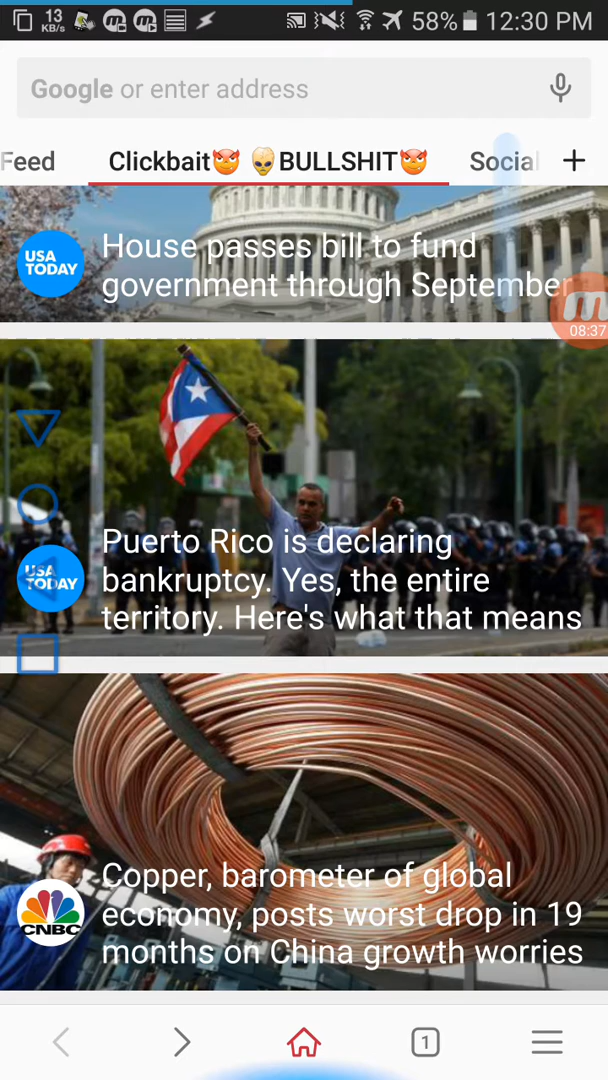 13
KB/s
58%
12:30 PM
Google or enter address
Feed
Clickbait😈 👽BULLSHIT😈
Social
+
USA
TODAY
House passes bill to fund
government through September
08:37
USA
TODAY
Puerto Rico is declaring
bankruptcy. Yes, the entire
territory. Here's what that means
CNBC
Copper, barometer of global
economy, posts worst drop in 19
months on China growth worries
1